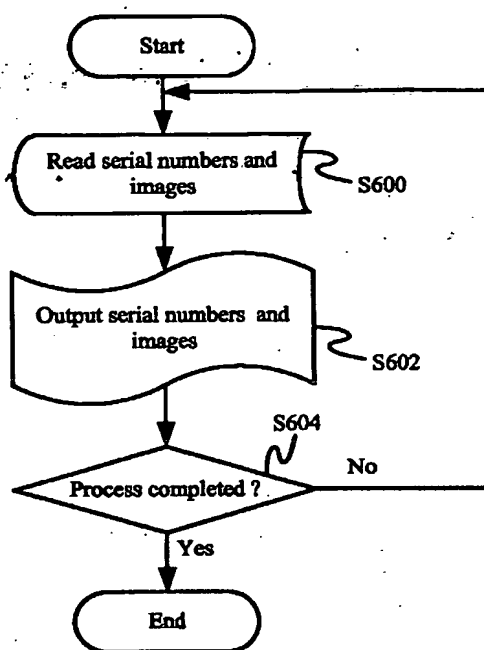 Start
Read serial numbers and
images
S600
Output serial numbers and
images
S602
S604
Process completed ?
No
Yes
End